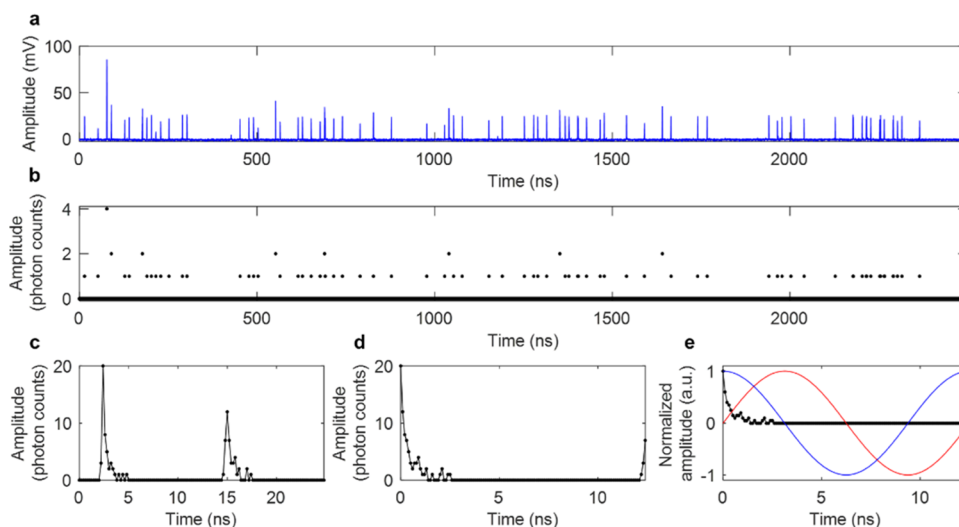 a
Amplitude (mV)
100
50
0
0 500 1000 1500 2000
Time (ns)
b
Amplitude
(photon counts)
4
2
0
0 500 1000 1500 2000
Time (ns)
c
Amplitude
(photon counts)
20
10
0
0 5 10 15 20
Time (ns)
d
Amplitude
(photon counts)
20
10
0
0 5 10
Time (ns)
e
Normalized
amplitude (a.u.)
1
0
-1
0 5 10
Time (ns)